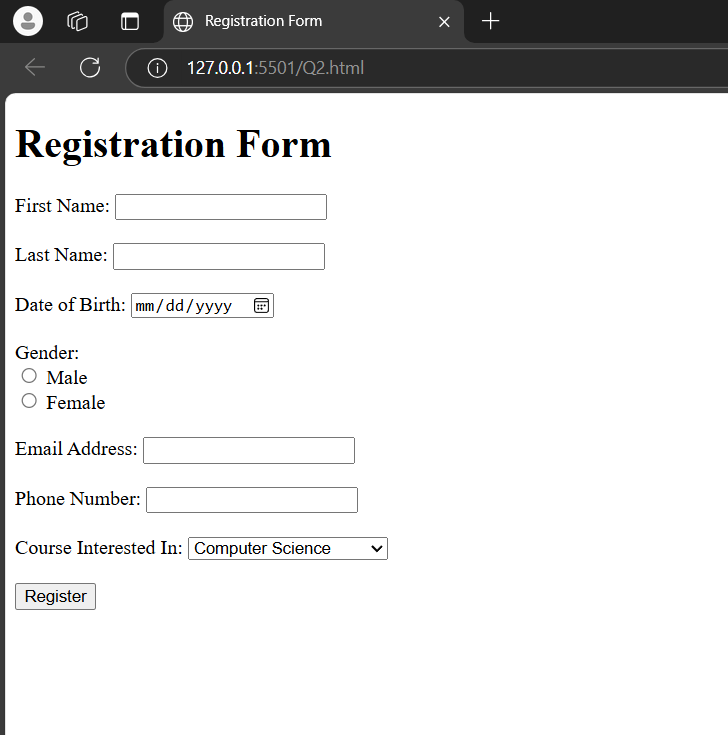 Registration Form
127.0.0.1:5501/Q2.html
Registration Form
First Name:
Last Name:
Date of Birth: mm/dd/yyyy
Gender:
Male
Female
Email Address:
Phone Number:
Course Interested In: Computer Science
Register